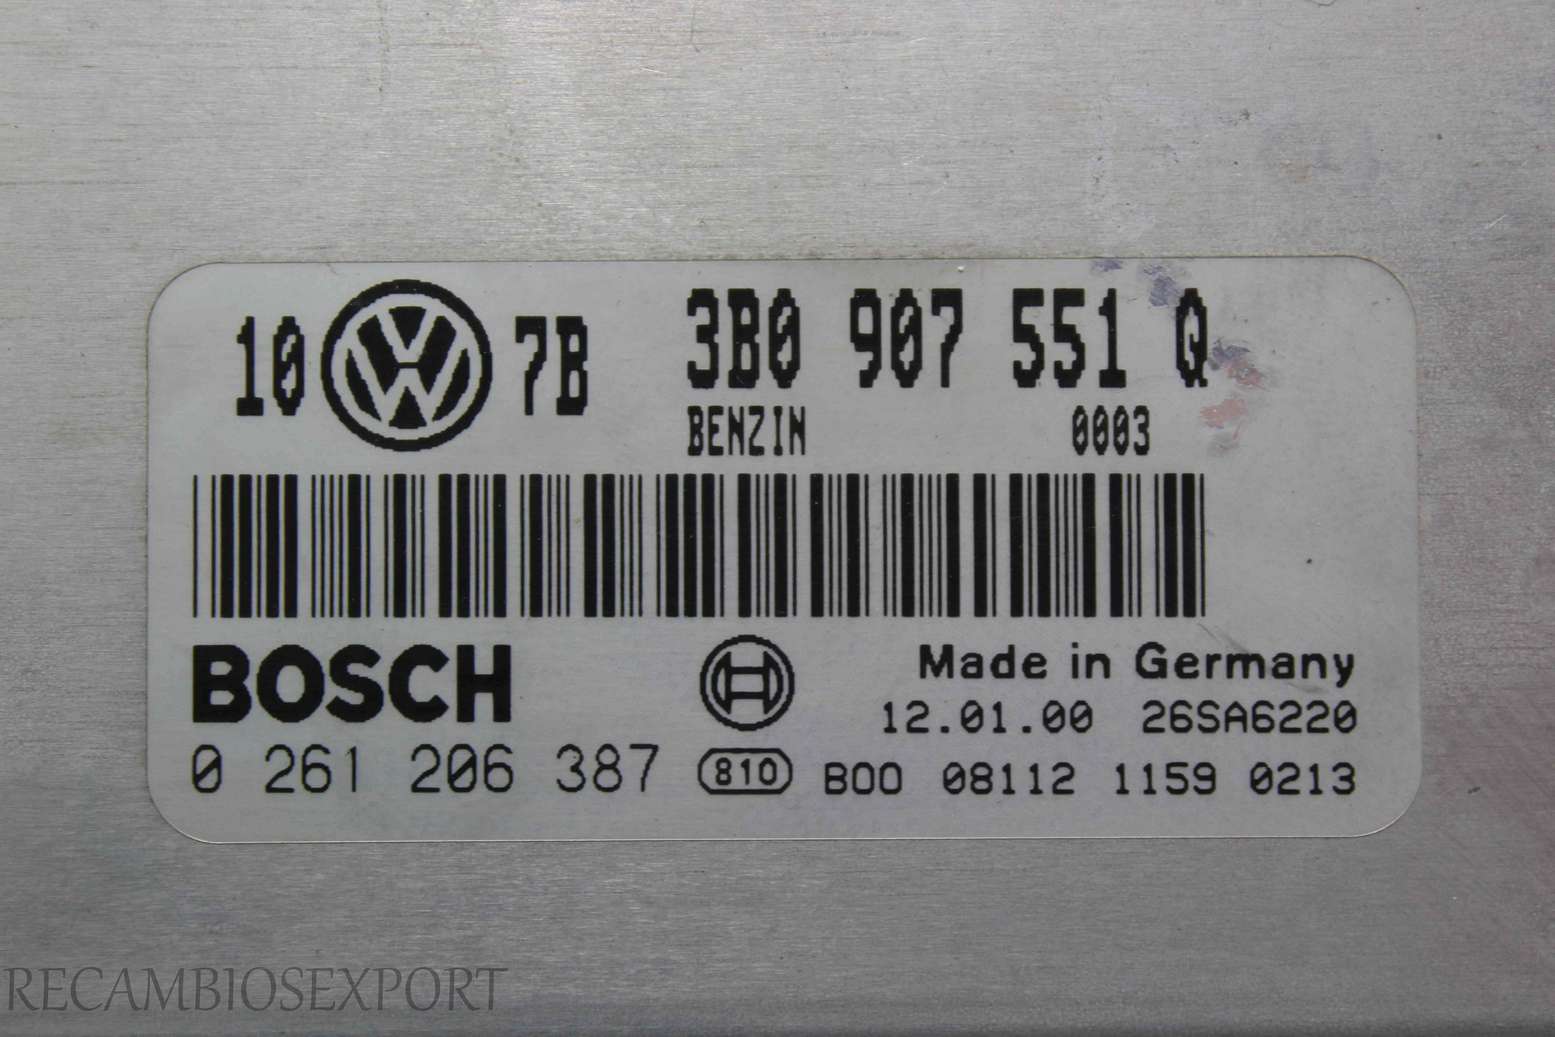 10 7B 3B0 907 551 Q
BENZIN 0003
BOSCH
Made in Germany
12.01.00 26SA6220
0 261 206 387 810 B00 08112 1159 0213
RECAMBIOSEXPORT